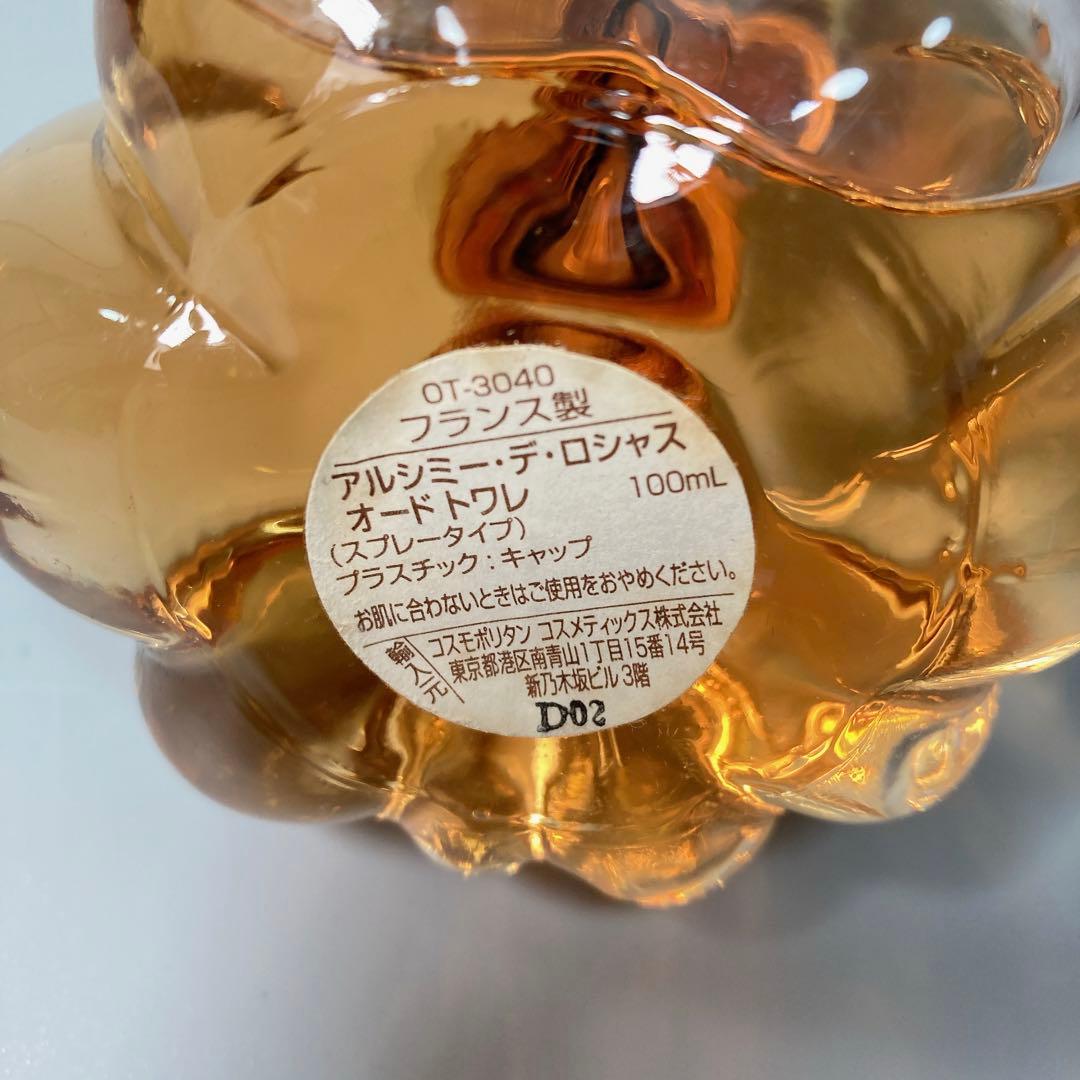 OT-3040
フランス製
アルシミー・デ・ロシャス
オード トワレ 100mL
(スプレータイプ)
プラスチック：キャップ
お肌に合わないときはご使用をおやめください。
輸入元
コスモポリタン コスメティックス株式会社
東京都港区南青山1丁目15番14号
新乃木坂ビル 3階
D02